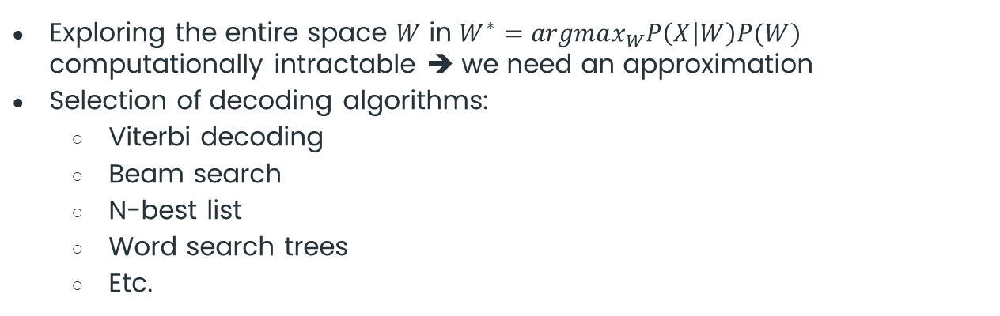 ● Exploring the entire space W in W* = argmax_W P(X|W)P(W)
computationally intractable ➔ we need an approximation
● Selection of decoding algorithms:
○ Viterbi decoding
○ Beam search
○ N-best list
○ Word search trees
○ Etc.